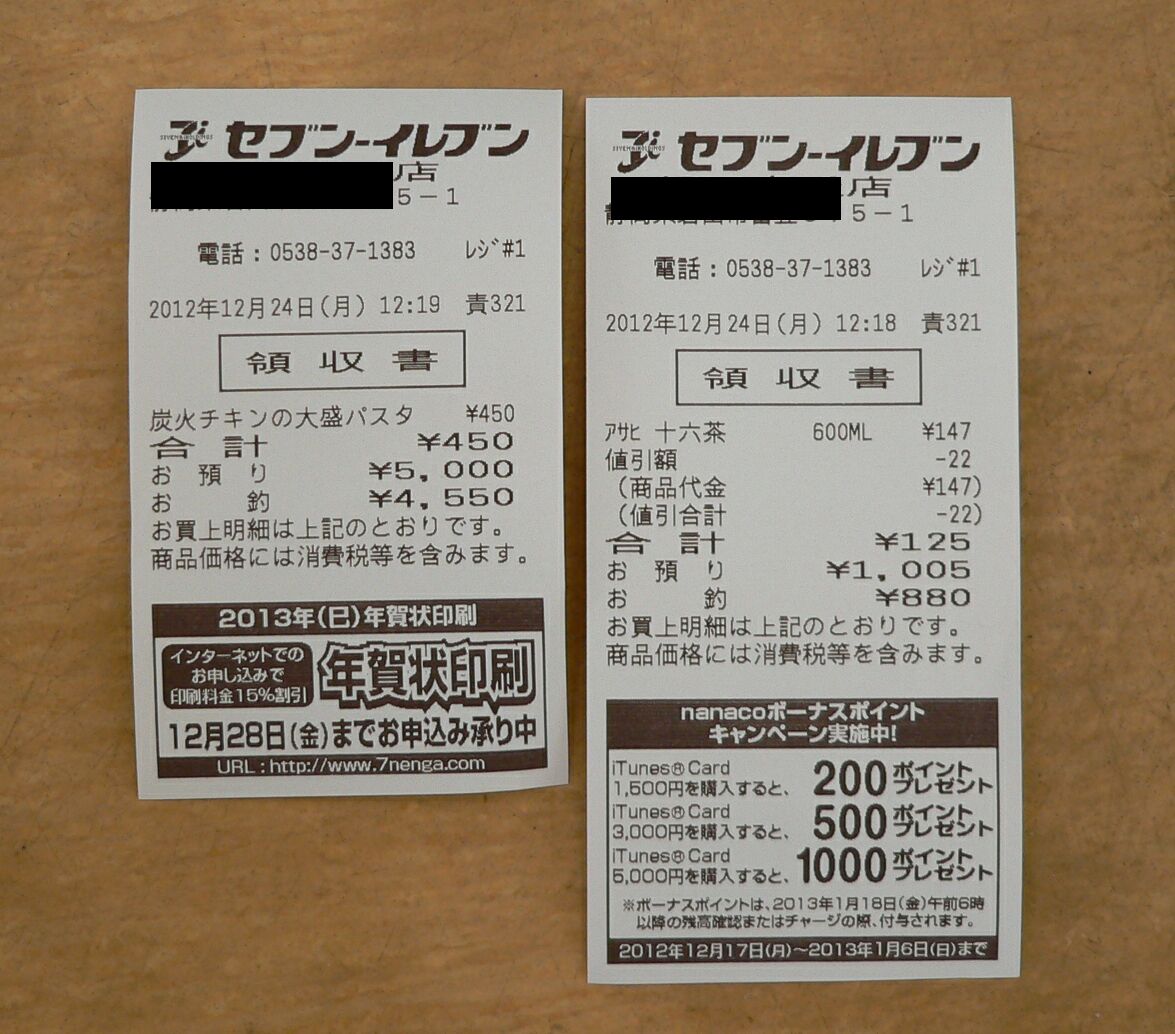 セブン-イレブン
店
5-1
電話:0538-37-1383 ﾚｼﾞ#1
2012年12月24日(月) 12:19 責321
領収書
炭火チキンの大盛パスタ ¥450
合計 ¥450
お預り ¥5,000
お釣 ¥4,550
お買上明細は上記のとおりです。
商品価格には消費税等を含みます。
2013年(巳)年賀状印刷
インターネットでの
お申し込みで
印刷料金15%割引
年賀状印刷
12月28日(金)までお申込み承り中
URL:http://www.7nenga.com
セブン-イレブン
店
5-1
電話:0538-37-1383 ﾚｼﾞ#1
2012年12月24日(月) 12:18 責321
領収書
ｱｻﾋ 十六茶 600ML ¥147
値引額 -22
(商品代金 ¥147)
(値引合計 -22)
合計 ¥125
お預り ¥1,005
お釣 ¥880
お買上明細は上記のとおりです。
商品価格には消費税等を含みます。
nanacoボーナスポイント
キャンペーン実施中!
iTunes® Card
1,500円を購入すると、200ポイントプレゼント
iTunes® Card
3,000円を購入すると、500ポイントプレゼント
iTunes® Card
5,000円を購入すると、1000ポイントプレゼント
※ボーナスポイントは、2013年1月18日(金)午前6時
以降の残高確認またはチャージの際、付与されます。
2012年12月17日(月)〜2013年1月6日(日)まで